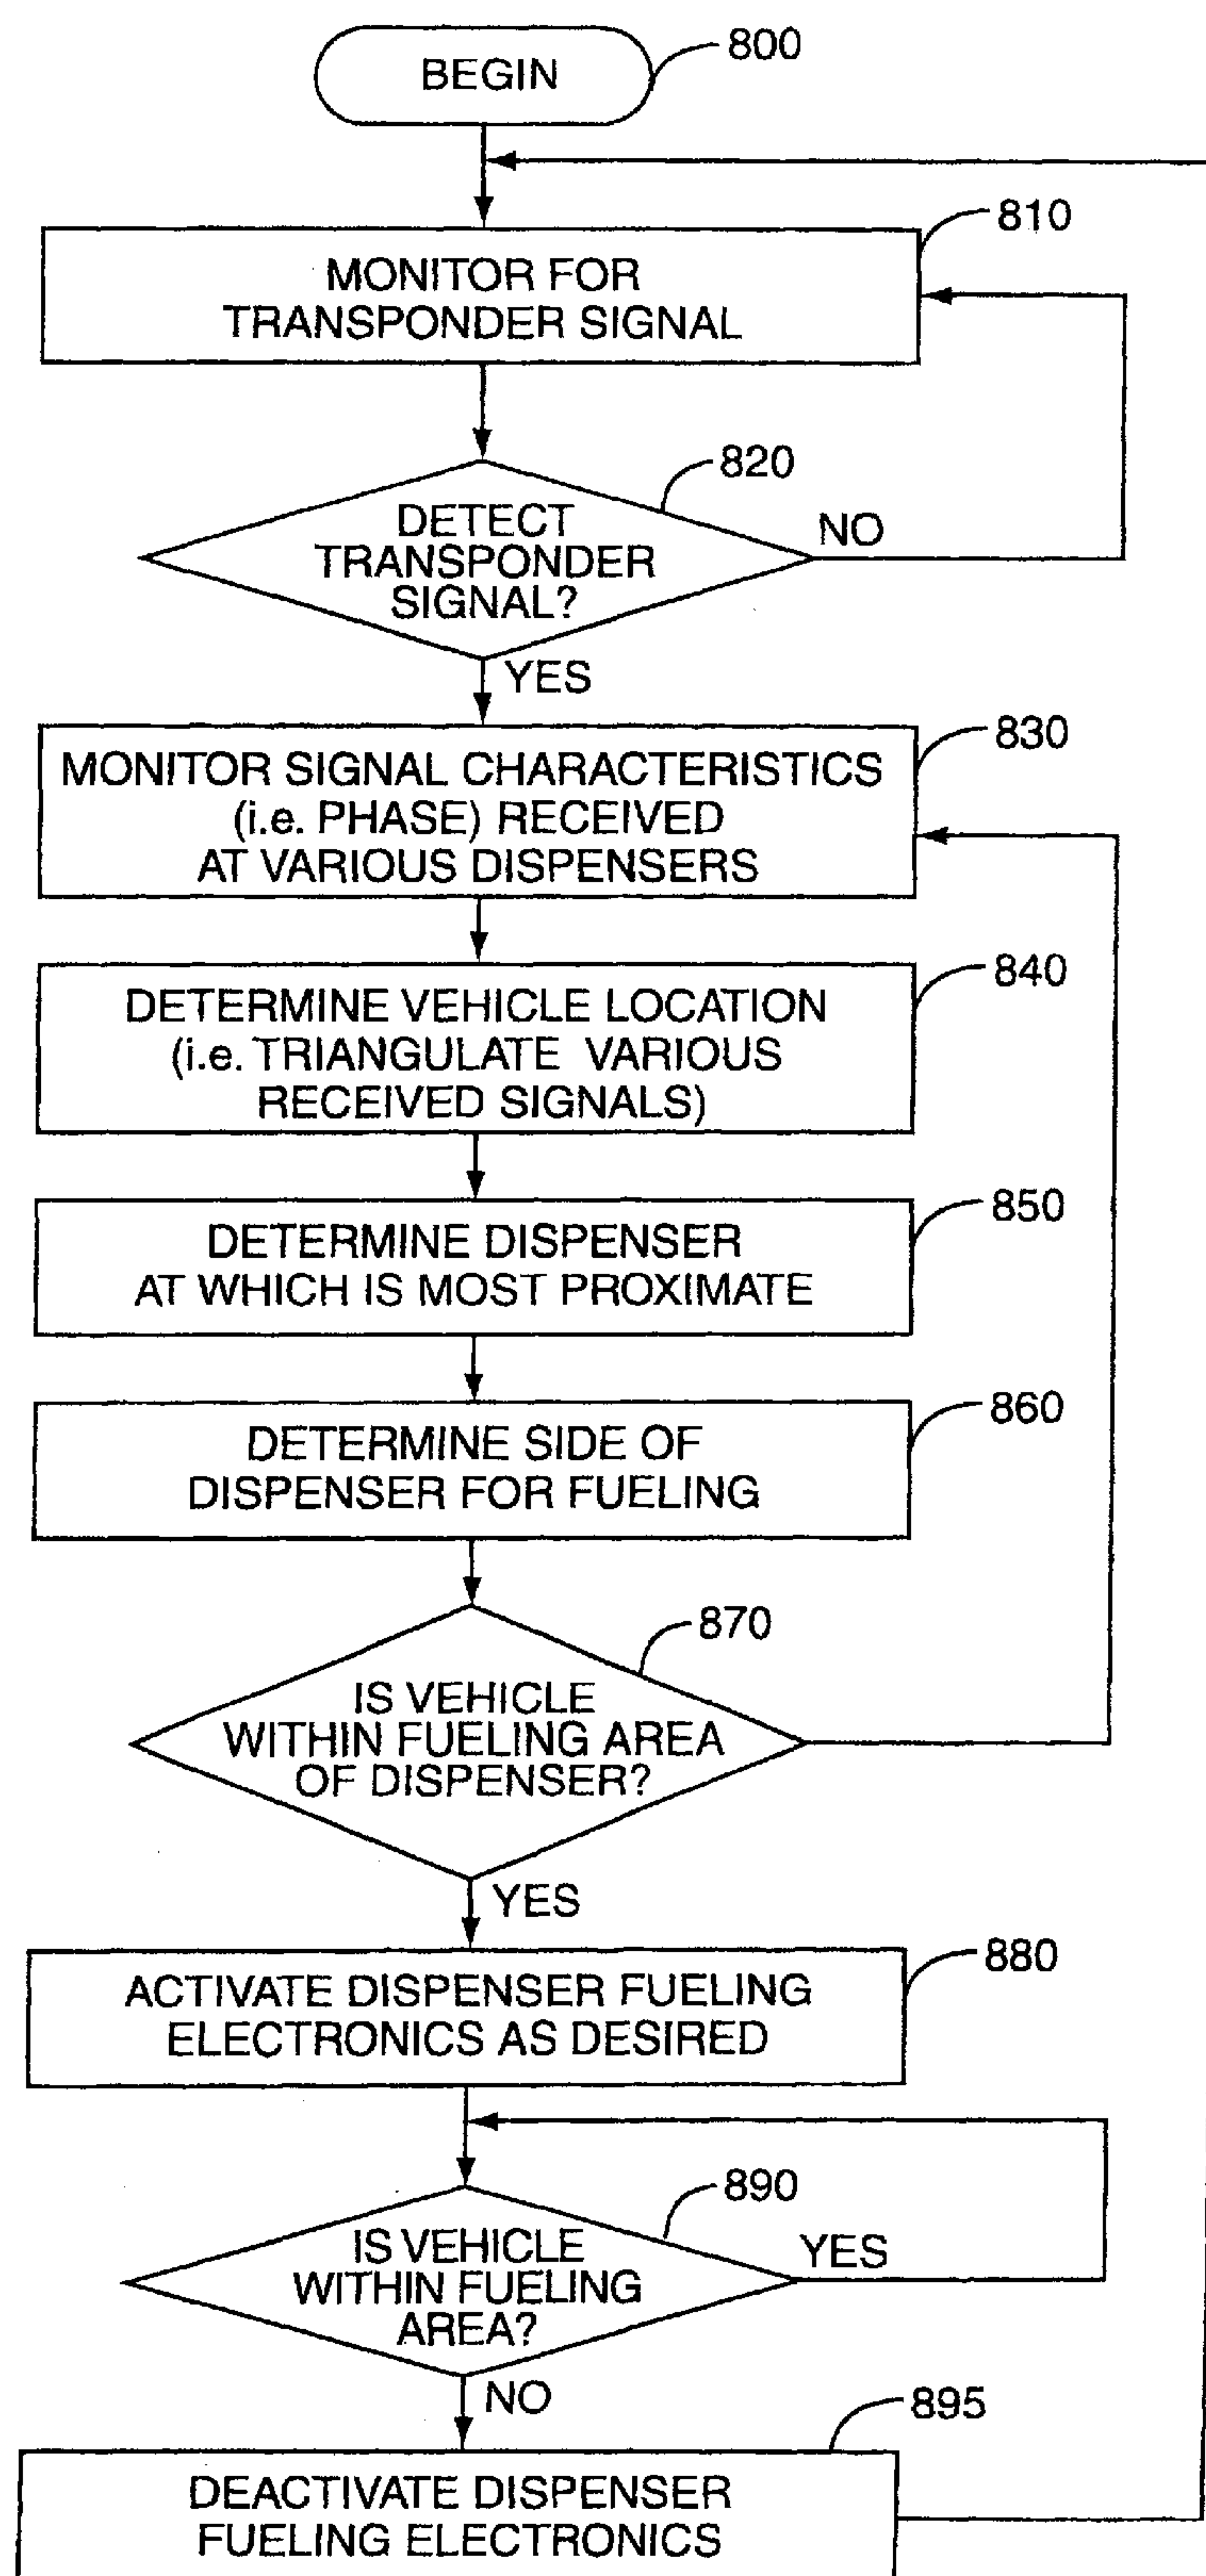 BEGIN
800
810
MONITOR FOR
TRANSPONDER SIGNAL
820
DETECT
TRANSPONDER
SIGNAL?
NO
YES
830
MONITOR SIGNAL CHARACTERISTICS
(i.e. PHASE) RECEIVED
AT VARIOUS DISPENSERS
840
DETERMINE VEHICLE LOCATION
(i.e. TRIANGULATE VARIOUS
RECEIVED SIGNALS)
850
DETERMINE DISPENSER
AT WHICH IS MOST PROXIMATE
860
DETERMINE SIDE OF
DISPENSER FOR FUELING
870
IS VEHICLE
WITHIN FUELING AREA
OF DISPENSER?
YES
880
ACTIVATE DISPENSER FUELING
ELECTRONICS AS DESIRED
890
IS VEHICLE
WITHIN FUELING
AREA?
YES
NO
895
DEACTIVATE DISPENSER
FUELING ELECTRONICS